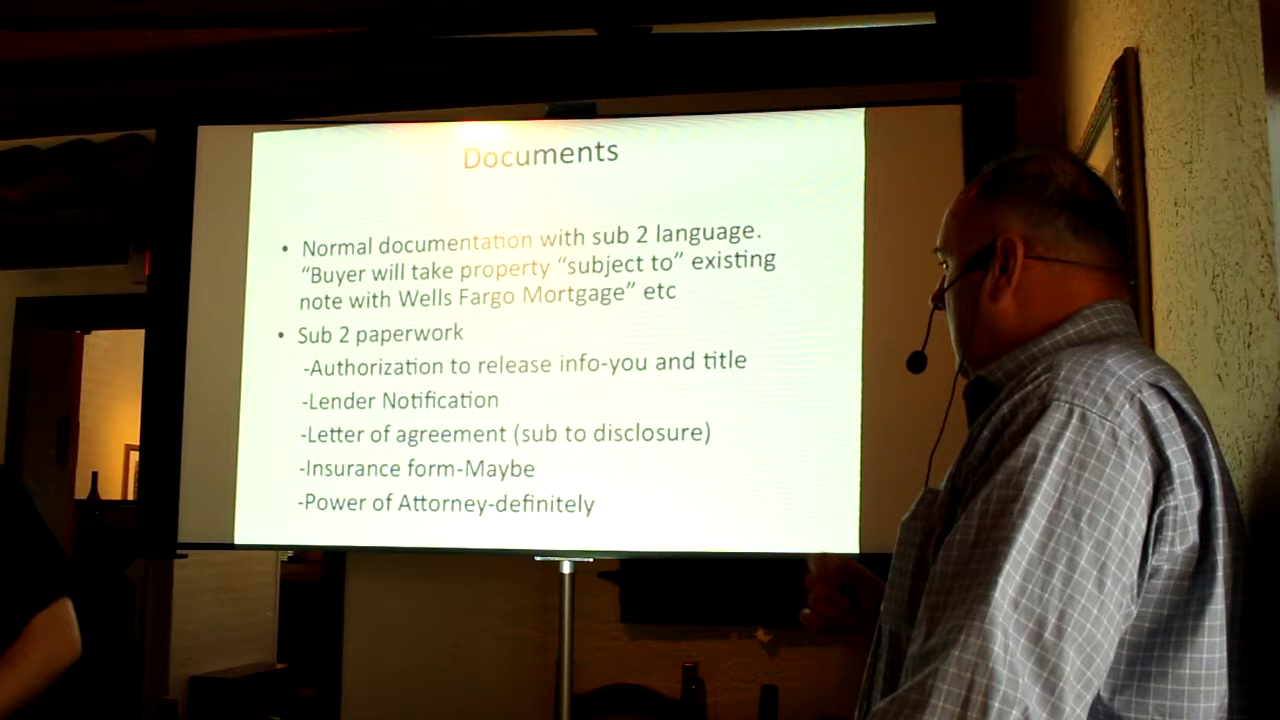 Documents
• Normal documentation with sub 2 language.
“Buyer will take property “subject to” existing
note with Wells Fargo Mortgage” etc
• Sub 2 paperwork
-Authorization to release info-you and title
-Lender Notification
-Letter of agreement (sub to disclosure)
-Insurance form-Maybe
-Power of Attorney-definitely